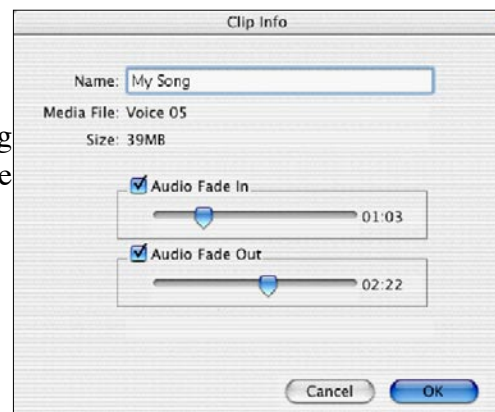 Clip Info
Name: My Song
Media File: Voice 05
Size: 39MB
g
e
Audio Fade In
01:03
Audio Fade Out
02:22
Cancel OK